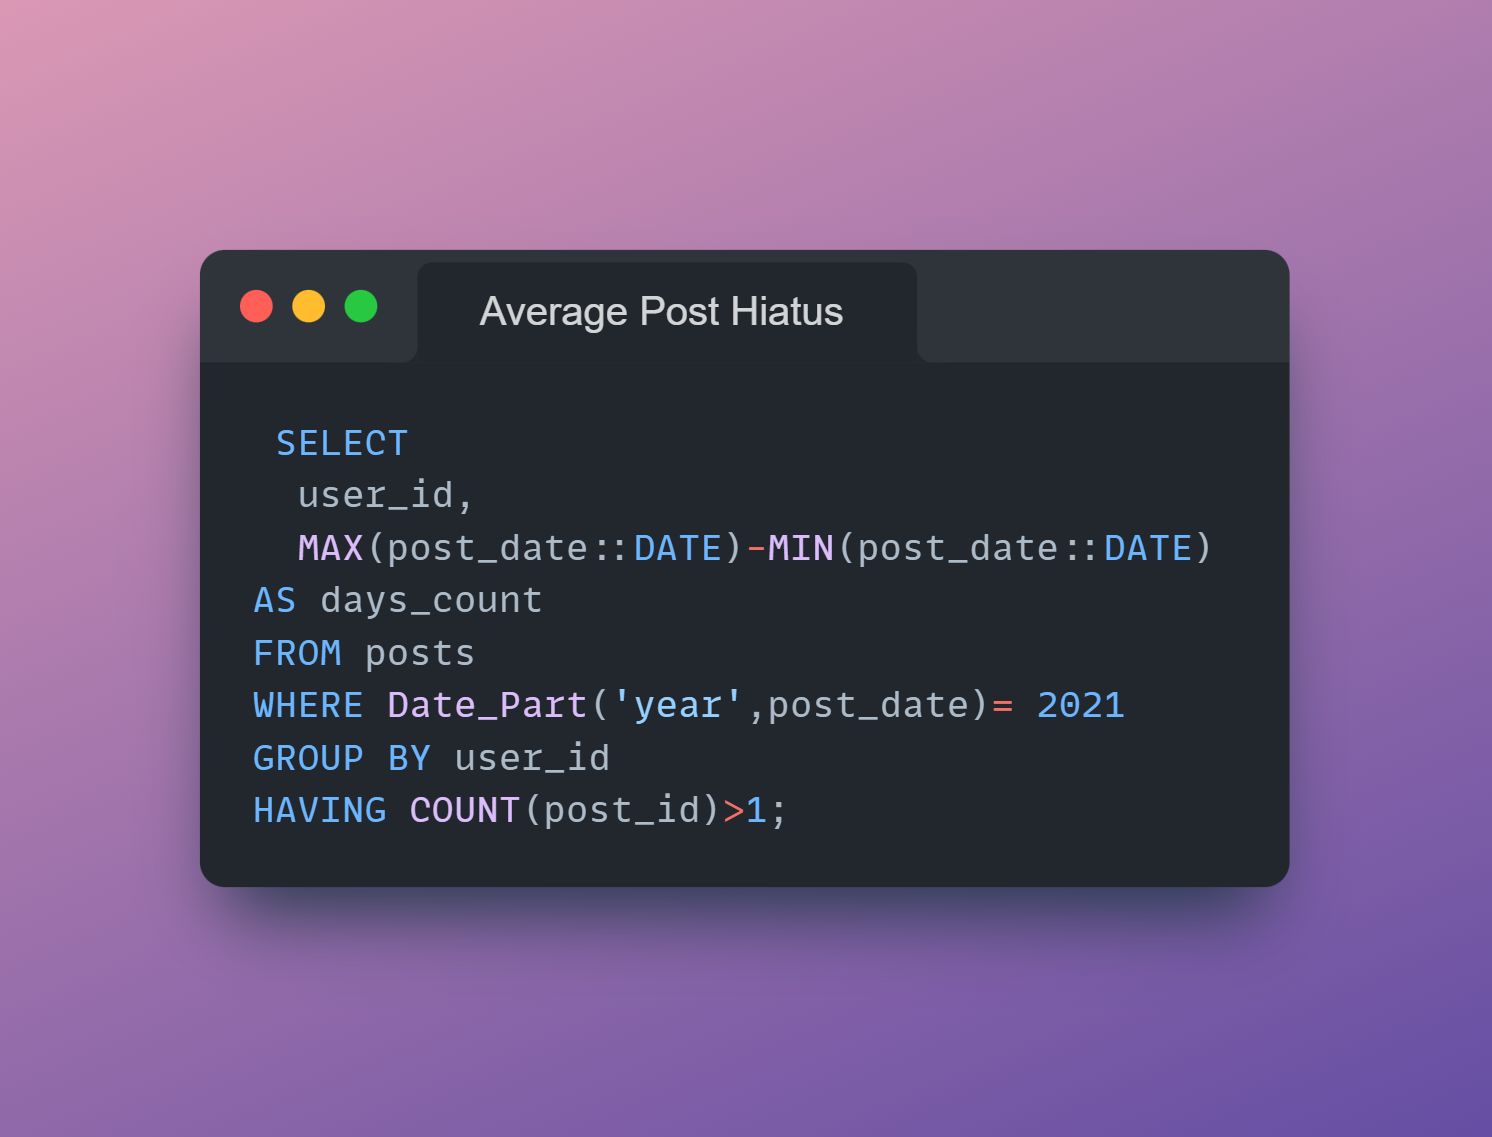 Average Post Hiatus
SELECT
user_id,
MAX(post_date::DATE)-MIN(post_date::DATE)
AS days_count
FROM posts
WHERE Date_Part('year',post_date)= 2021
GROUP BY user_id
HAVING COUNT(post_id)>1;